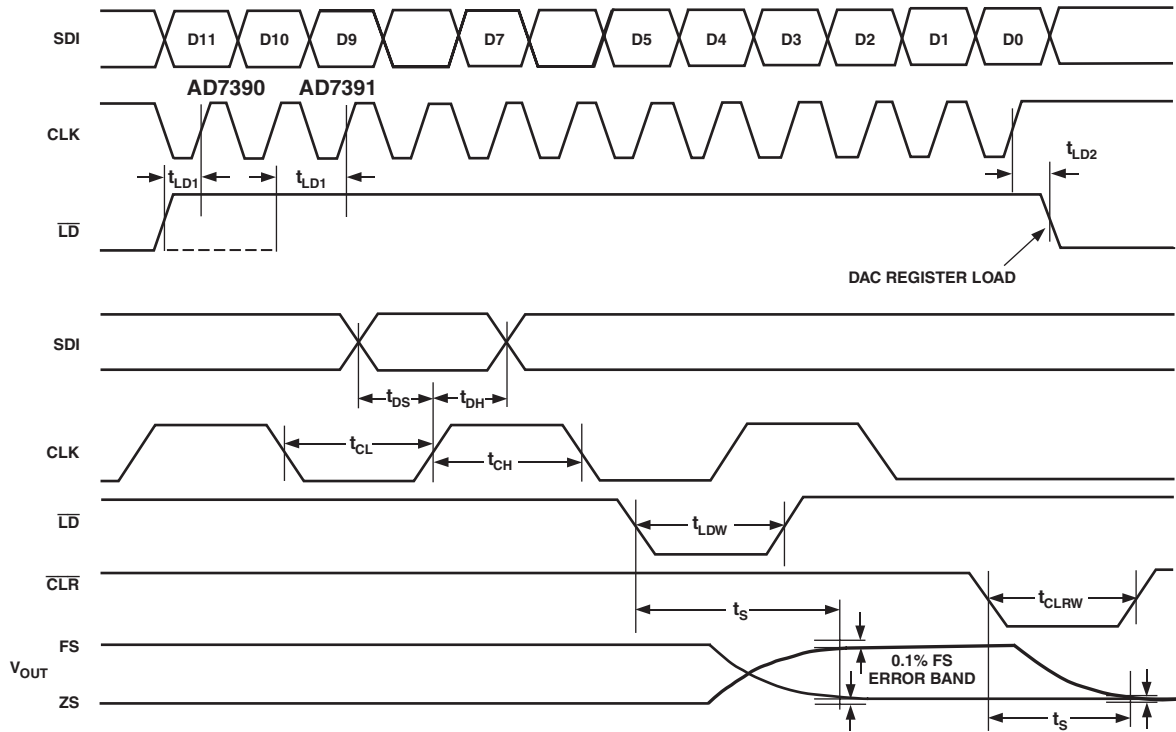 SDI
D11 D10 D9 D7 D5 D4 D3 D2 D1 D0
AD7390 AD7391
CLK
tLD1 tLD1 tLD2
LD
DAC REGISTER LOAD
SDI
tDS tDH
CLK
tCL
tCH
LD
tLDW
CLR
tCLRW
tS
FS
VOUT
0.1% FS
ERROR BAND
ZS
tS